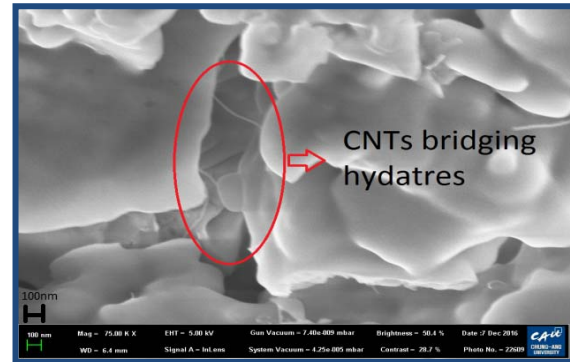 CNTs bridging
hydatres
100nm
100 nm
Mag = 75.00 K X EHT = 5.00 kV Gun Vacuum = 7.40e-009 mbar Brightness = 50.4 % Date :7 Dec 2016
WD = 6.4 mm Signal A = InLens System Vacuum = 4.25e-005 mbar Contrast = 28.7 % Photo No. = 22609
CAU
CHUNG-ANG
UNIVERSITY